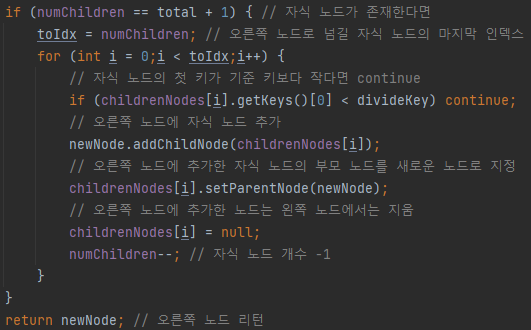 if (numChildren == total + 1) { // 자식 노드가 존재한다면
toIdx = numChildren; // 오른쪽 노드로 넘길 자식 노드의 마지막 인덱스
for (int i = 0;i < toIdx;i++) {
// 자식 노드의 첫 키가 기준 키보다 작다면 continue
if (childrenNodes[i].getKeys()[0] < divideKey) continue;
// 오른쪽 노드에 자식 노드 추가
newNode.addChildNode(childrenNodes[i]);
// 오른쪽 노드에 추가한 자식 노드의 부모 노드를 새로운 노드로 지정
childrenNodes[i].setParentNode(newNode);
// 오른쪽 노드에 추가한 노드는 왼쪽 노드에서는 지움
childrenNodes[i] = null;
numChildren--; // 자식 노드 개수 -1
}
}
return newNode; // 오른쪽 노드 리턴